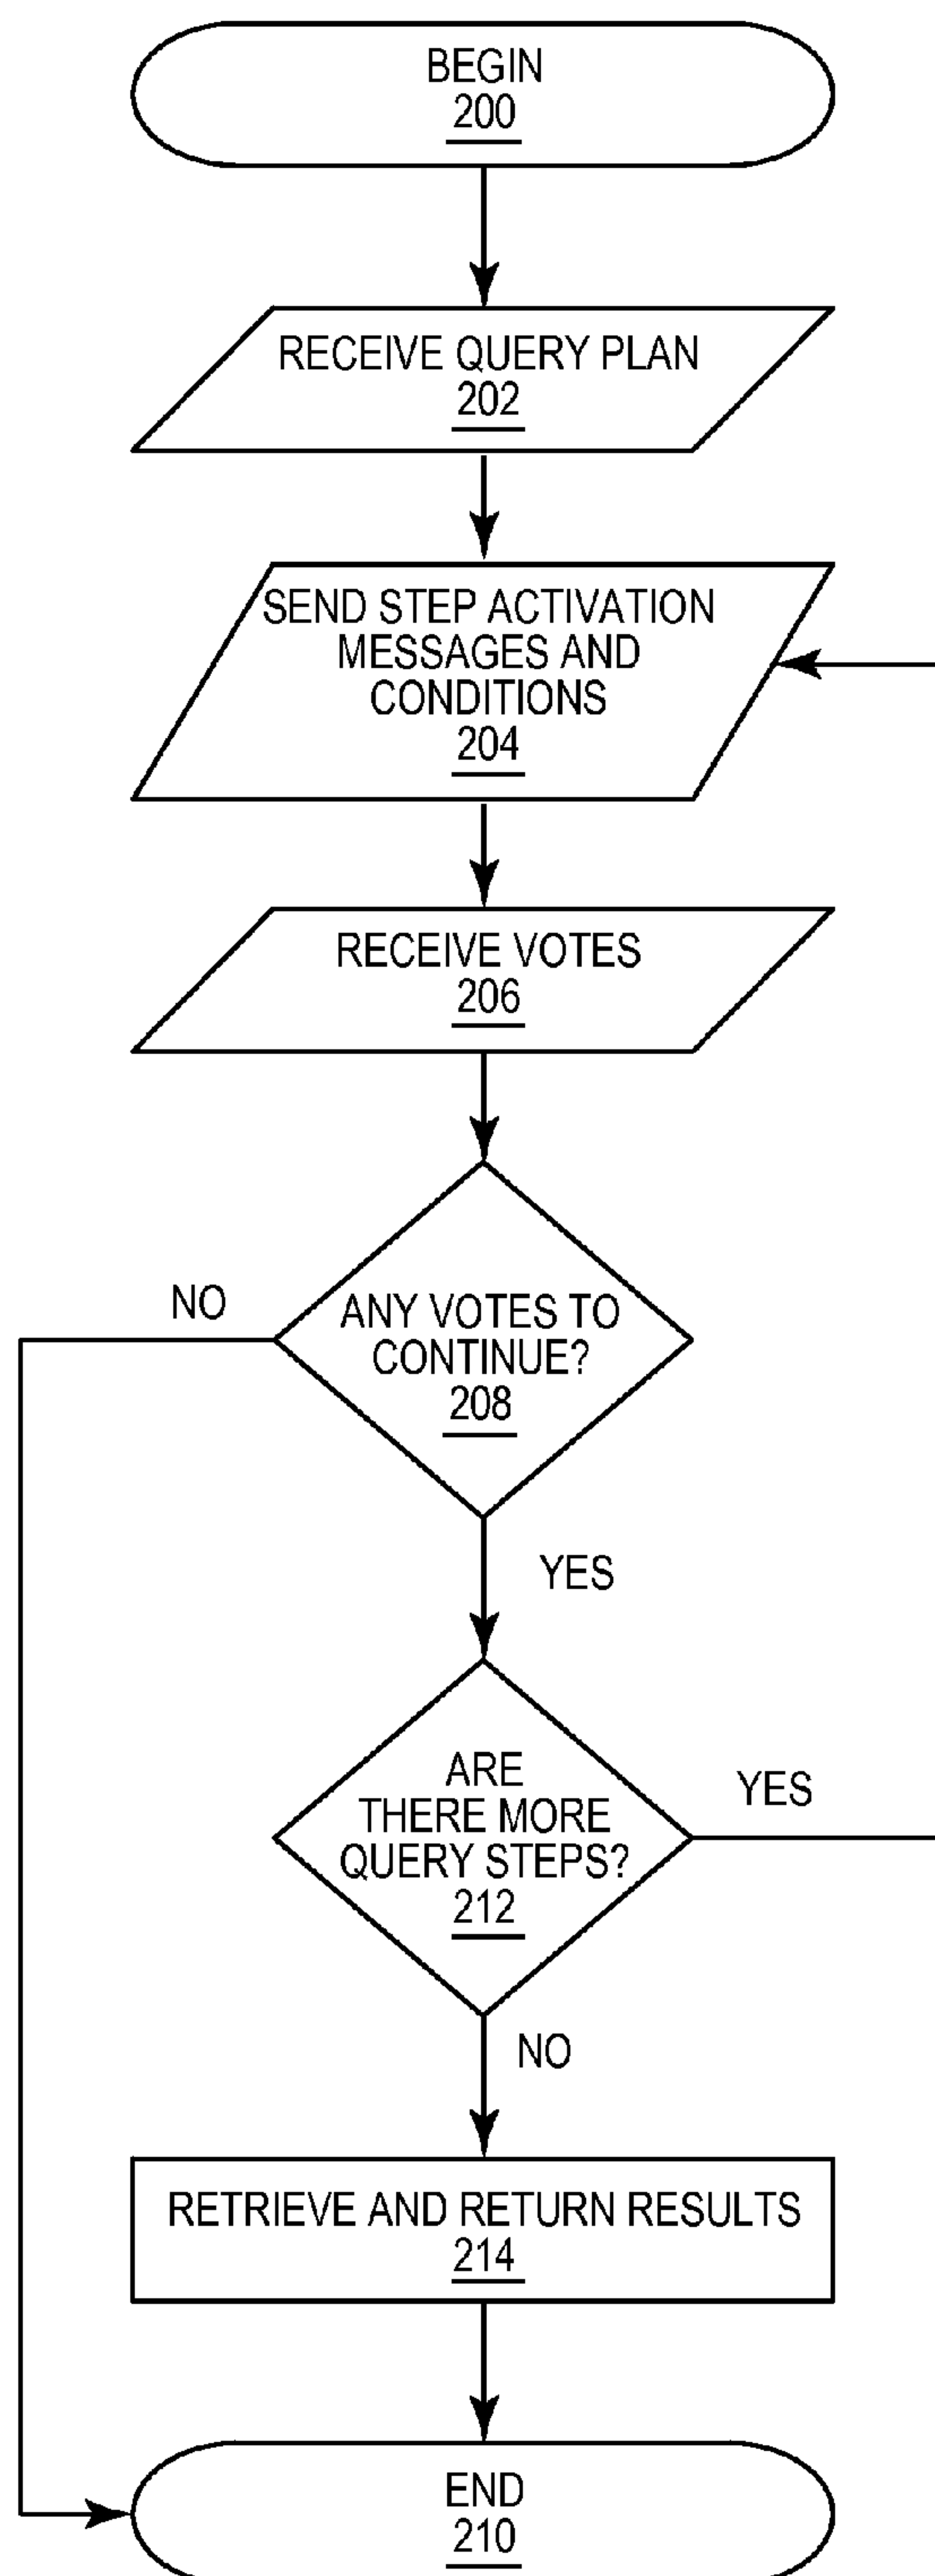 BEGIN
200
RECEIVE QUERY PLAN
202
SEND STEP ACTIVATION
MESSAGES AND
CONDITIONS
204
RECEIVE VOTES
206
NO
ANY VOTES TO
CONTINUE?
208
YES
ARE
THERE MORE
QUERY STEPS?
212
YES
NO
RETRIEVE AND RETURN RESULTS
214
END
210